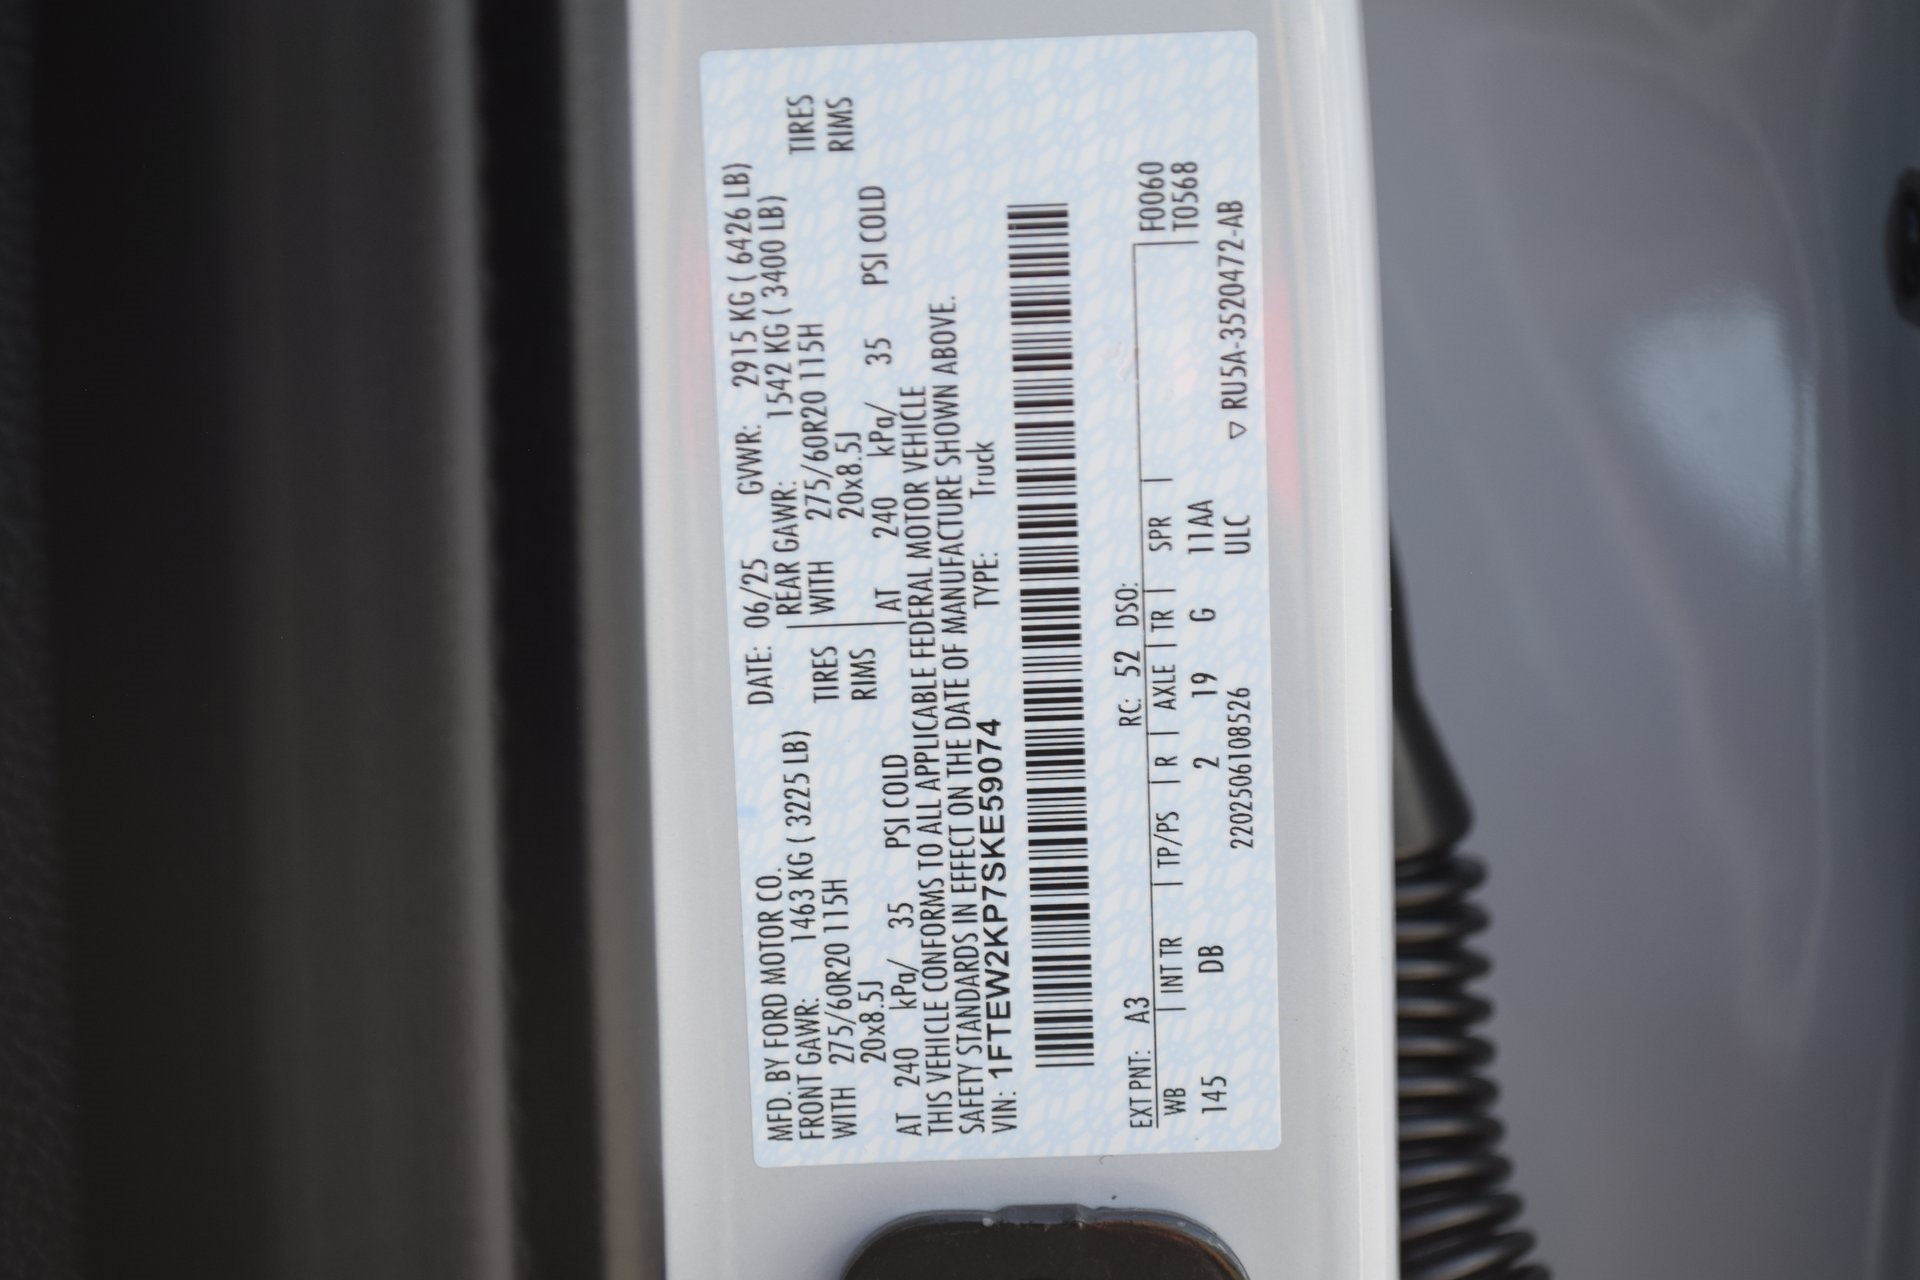 MFD. BY FORD MOTOR CO. DATE: 06/25 GVWR: 2915 KG ( 6426 LB)
FRONT GAWR: 1463 KG ( 3225 LB) REAR GAWR: 1542 KG ( 3400 LB)
WITH 275/60R20 115H TIRES WITH 275/60R20 115H TIRES
20x8.5J RIMS 20x8.5J RIMS
AT 240 kPa/ 35 PSI COLD AT 240 kPa/ 35 PSI COLD
THIS VEHICLE CONFORMS TO ALL APPLICABLE FEDERAL MOTOR VEHICLE
SAFETY STANDARDS IN EFFECT ON THE DATE OF MANUFACTURE SHOWN ABOVE.
VIN: 1FTEW2KP7SKE59074 TYPE: Truck
EXT PNT: A3 RC: 52 DSO: F0060
WB INT TR TP/PS R AXLE TR SPR T0568
145 DB 2 19 G 11AA
2202506108526 ULC ▽ RU5A-3520472-AB